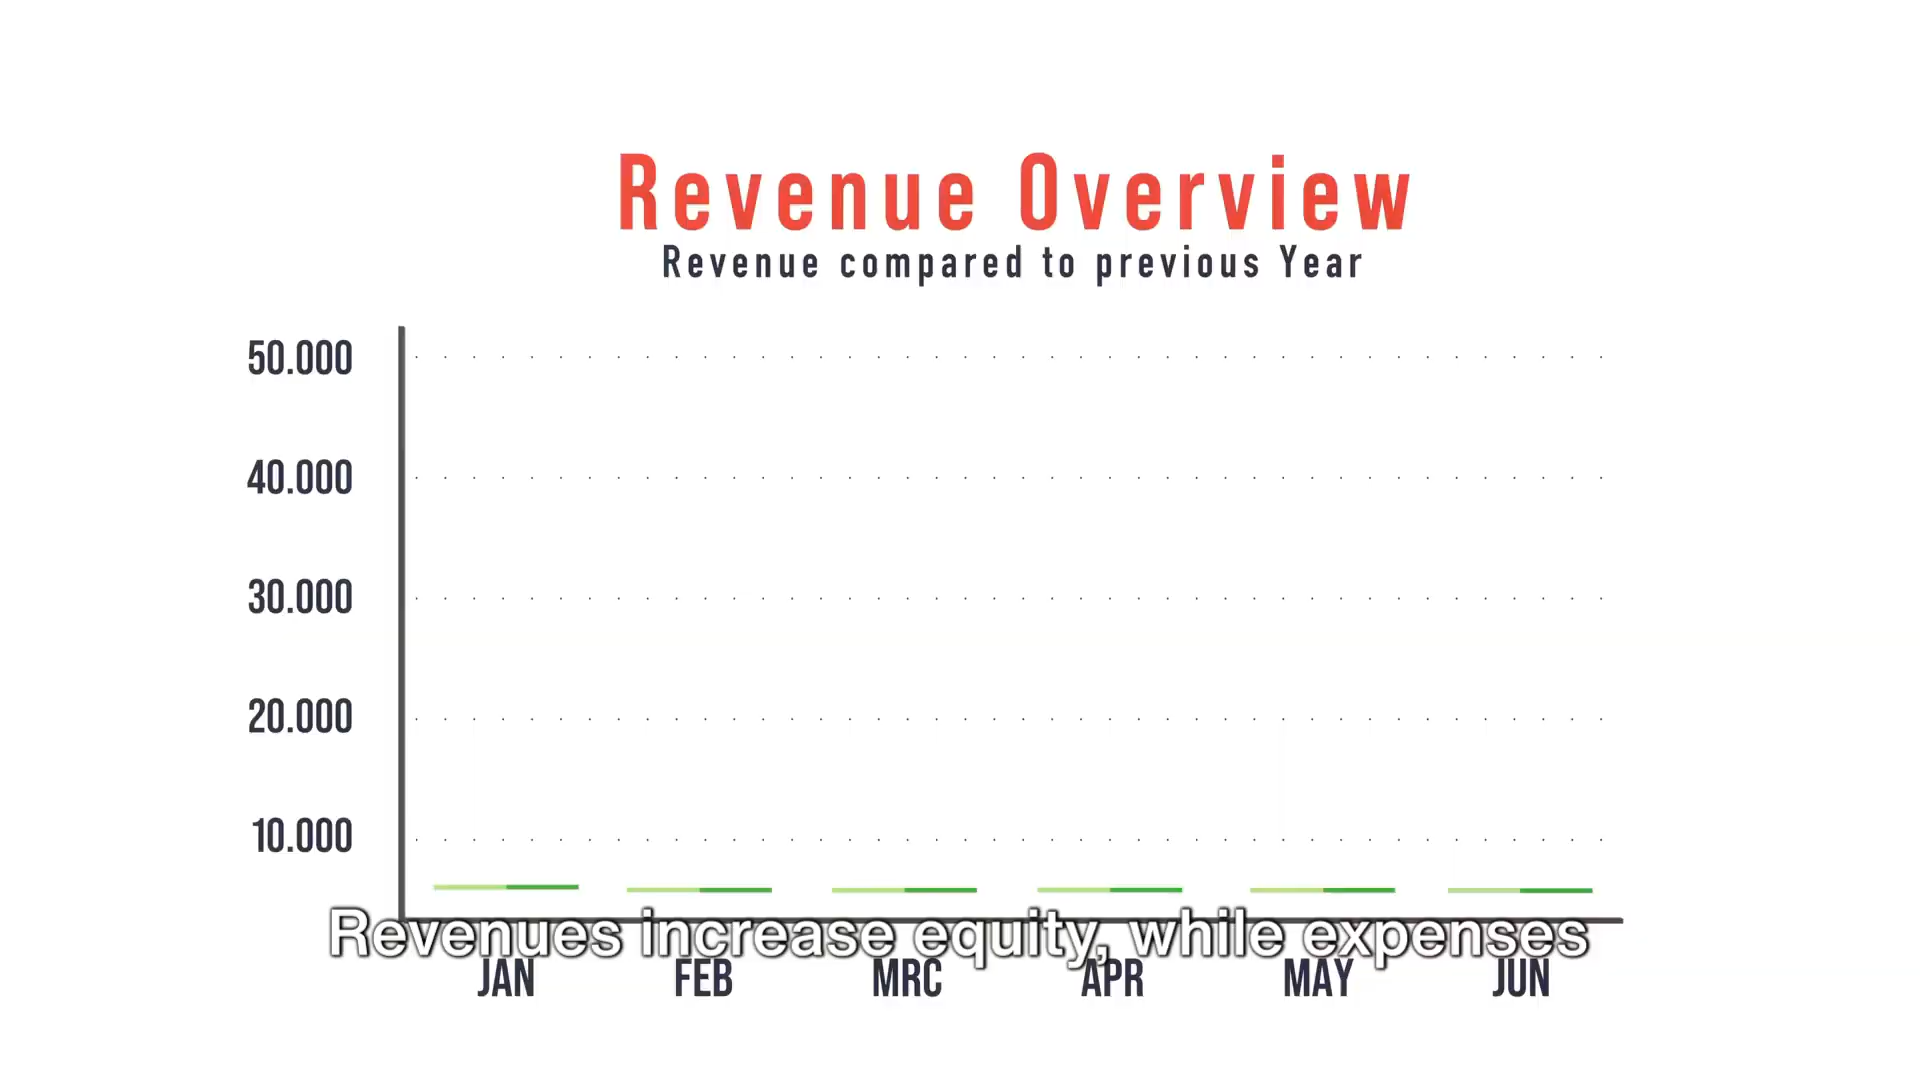 Revenue Overview
Revenue compared to previous Year
50.000
40.000
30.000
20.000
10.000
Revenues increase equity, while expenses
JAN FEB MRC APR MAY JUN